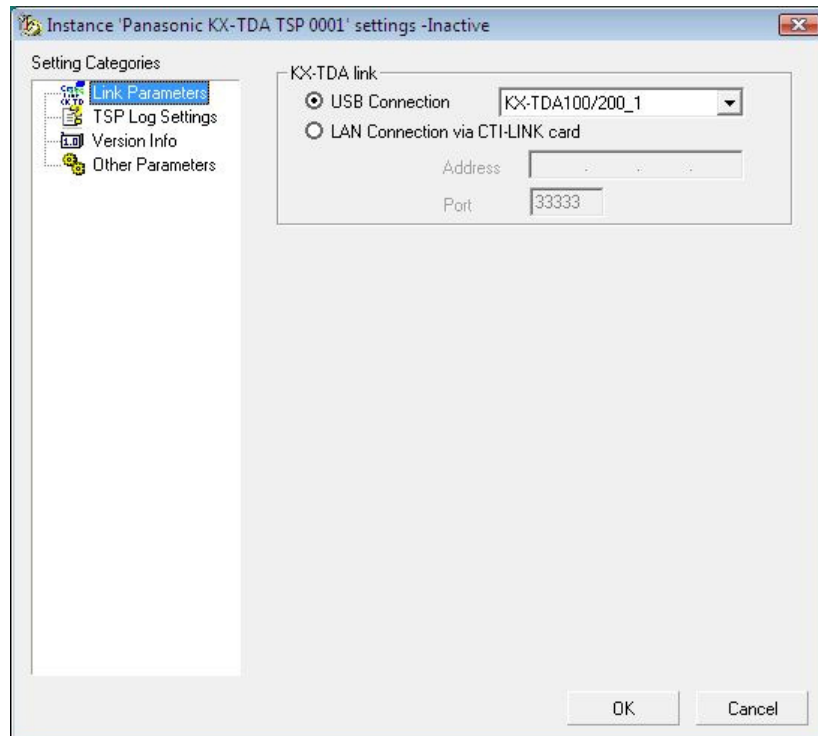 Instance 'Panasonic KX-TDA TSP 0001' settings -Inactive
Setting Categories
Link Parameters
TSP Log Settings
Version Info
Other Parameters
KX-TDA link
USB Connection KX-TDA100/200_1
LAN Connection via CTI-LINK card
Address . . .
Port 33333
OK Cancel